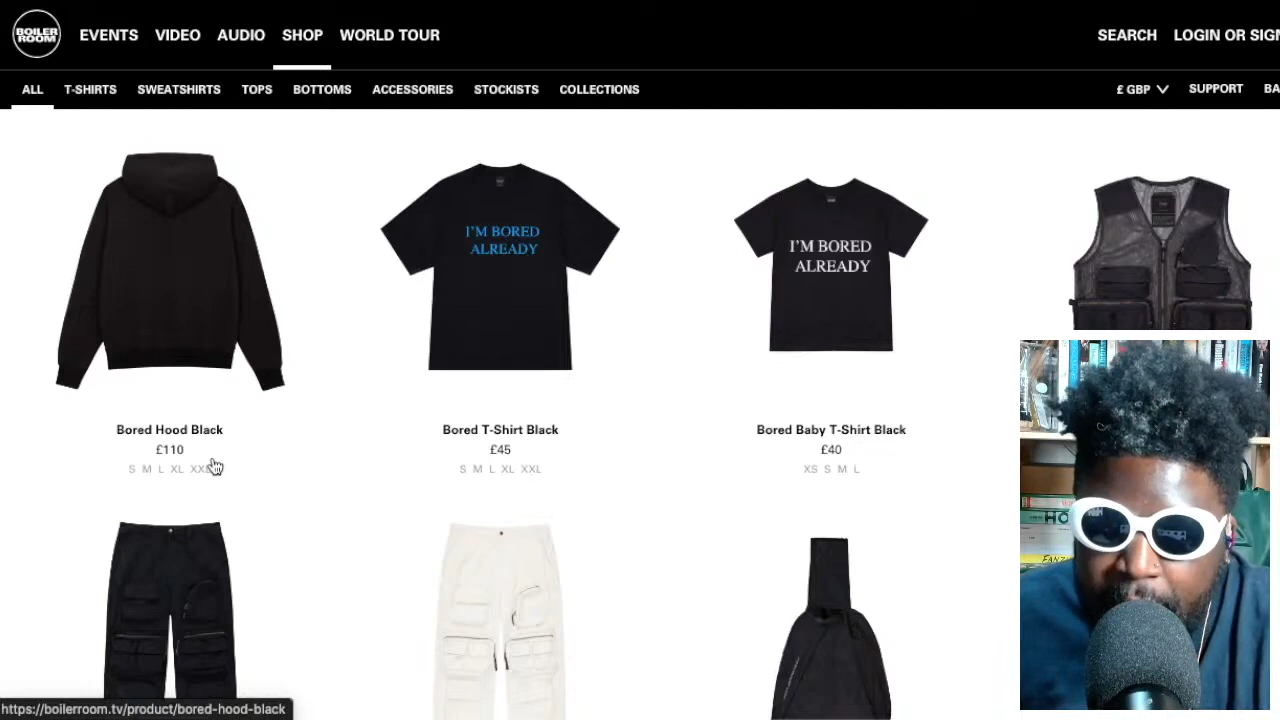 BOILER
ROOM
EVENTS VIDEO AUDIO SHOP WORLD TOUR SEARCH LOGIN OR SIGN
ALL T-SHIRTS SWEATSHIRTS TOPS BOTTOMS ACCESSORIES STOCKISTS COLLECTIONS £ GBP SUPPORT BA
I'M BORED
ALREADY
I'M BORED
ALREADY
Bored Hood Black
£110
S M L XL XX
Bored T-Shirt Black
£45
S M L XL XXL
Bored Baby T-Shirt Black
£40
XS S M L
https://boilerroom.tv/product/bored-hood-black